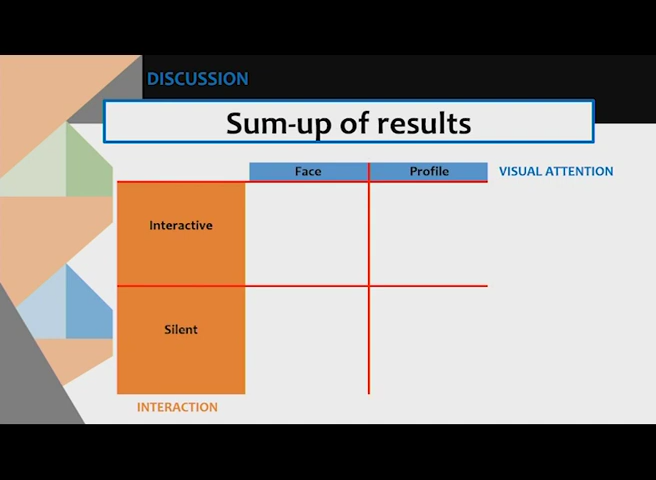 DISCUSSION
Sum-up of results
Face
Profile
VISUAL ATTENTION
Interactive
Silent
INTERACTION